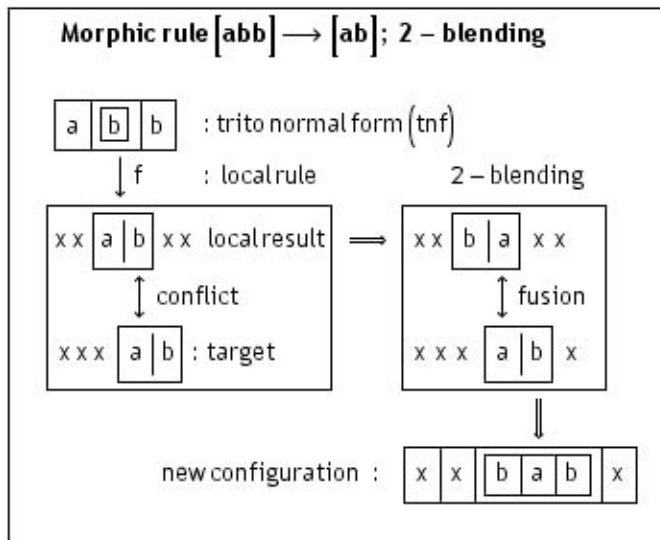 Morphic rule [abb] ⟶ [ab]; 2 – blending
a b b : trito normal form (tnf)
↓ f : local rule 2 – blending
x x a | b x x local result ⟹ x x b | a x x
↕ conflict ↕ fusion
x x x a | b : target x x x a | b x
⇓
new configuration : x x b a b x